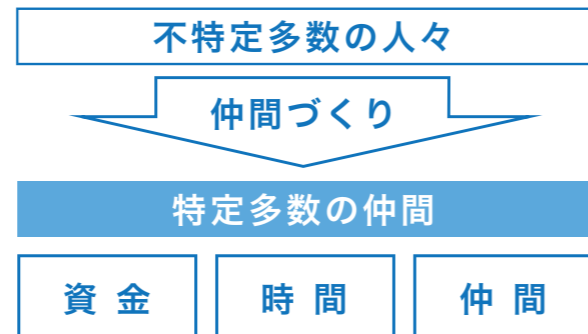 不特定多数の人々
仲間づくり
特定多数の仲間
資金 時間 仲間